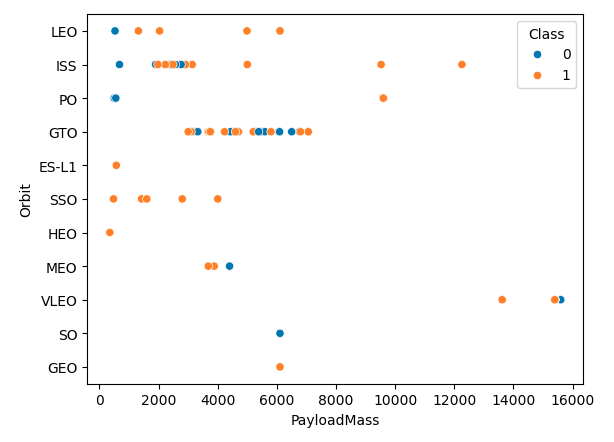 LEO
ISS
PO
GTO
ES-L1
SSO
HEO
MEO
VLEO
SO
GEO
Orbit
0 2000 4000 6000 8000 10000 12000 14000 16000
PayloadMass
Class
0
1